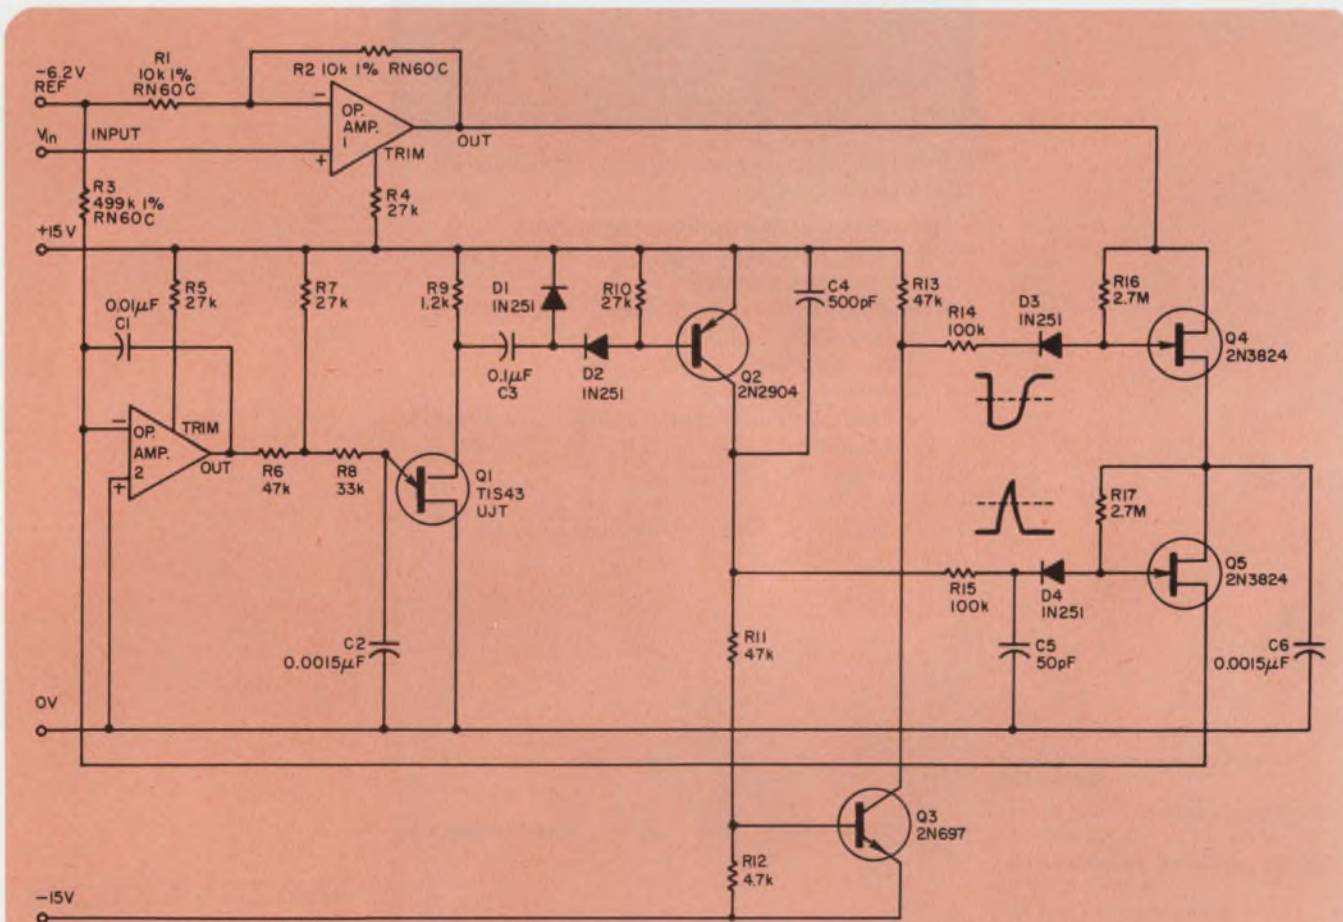 -6.2V
REF
R1
10k 1%
RN60C
R2 10k 1% RN60C
Vin
INPUT
-
OP.
AMP.
1
+
OUT
TRIM
R3
499k 1%
RN60C
R4
27k
+15V
0.01µF
C1
R5
27k
R7
27k
R9
1.2k
D1
IN251
R10
27k
C4
500pF
R13
47k
R14
100k
D3
IN251
R16
2.7M
Q4
2N3824
0.1µF
C3
D2
IN251
Q2
2N2904
-
OP.
AMP.
2
+
TRIM
OUT
R6
47k
R8
33k
Q1
TIS43
UJT
R17
2.7M
R15
100k
D4
IN251
Q5
2N3824
C2
0.0015µF
R11
47k
C5
50pF
C6
0.0015µF
0V
Q3
2N697
R12
4.7k
-15V